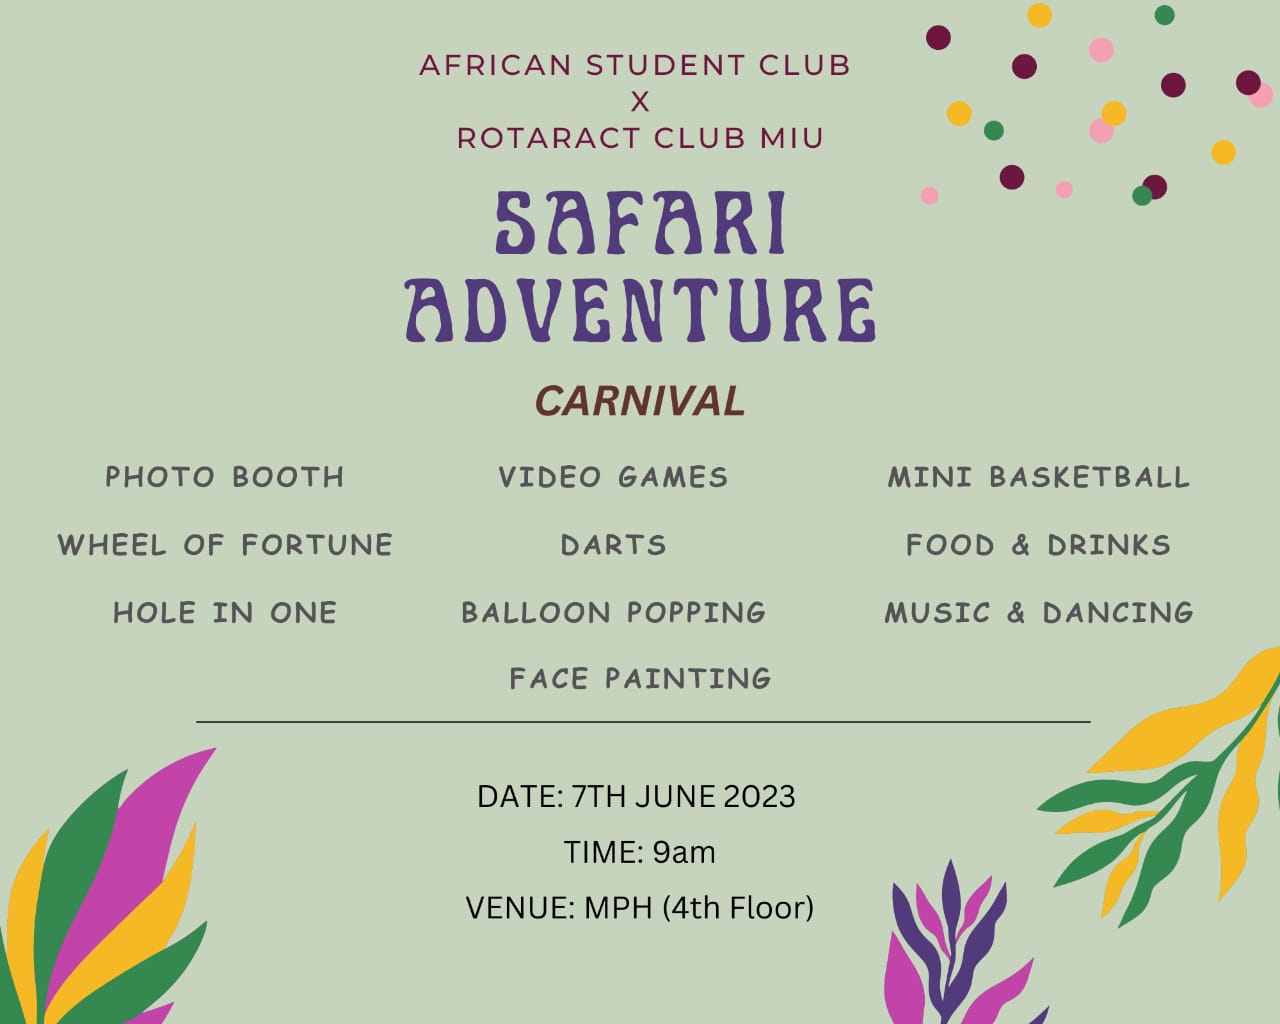 AFRICAN STUDENT CLUB
X
ROTARACT CLUB MIU
SAFARI
ADVENTURE
CARNIVAL
PHOTO BOOTH VIDEO GAMES MINI BASKETBALL
WHEEL OF FORTUNE DARTS FOOD & DRINKS
HOLE IN ONE BALLOON POPPING MUSIC & DANCING
FACE PAINTING
DATE: 7TH JUNE 2023
TIME: 9am
VENUE: MPH (4th Floor)